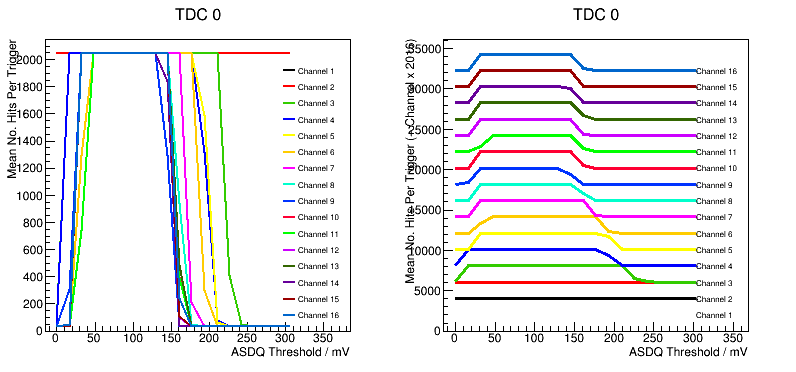 TDC 0
Mean No. Hits Per Trigger
2000
1800
1600
1400
1200
1000
800
600
400
200
0
0 50 100 150 200 250 300 350
ASDQ Threshold / mV
Channel 1
Channel 2
Channel 3
Channel 4
Channel 5
Channel 6
Channel 7
Channel 8
Channel 9
Channel 10
Channel 11
Channel 12
Channel 13
Channel 14
Channel 15
Channel 16
TDC 0
Mean No. Hits Per Trigger (+Channel x 2016)
35000
30000
25000
20000
15000
10000
5000
0
0 50 100 150 200 250 300 350
ASDQ Threshold / mV
Channel 16
Channel 15
Channel 14
Channel 13
Channel 12
Channel 11
Channel 10
Channel 9
Channel 8
Channel 7
Channel 6
Channel 5
Channel 4
Channel 3
Channel 2
Channel 1